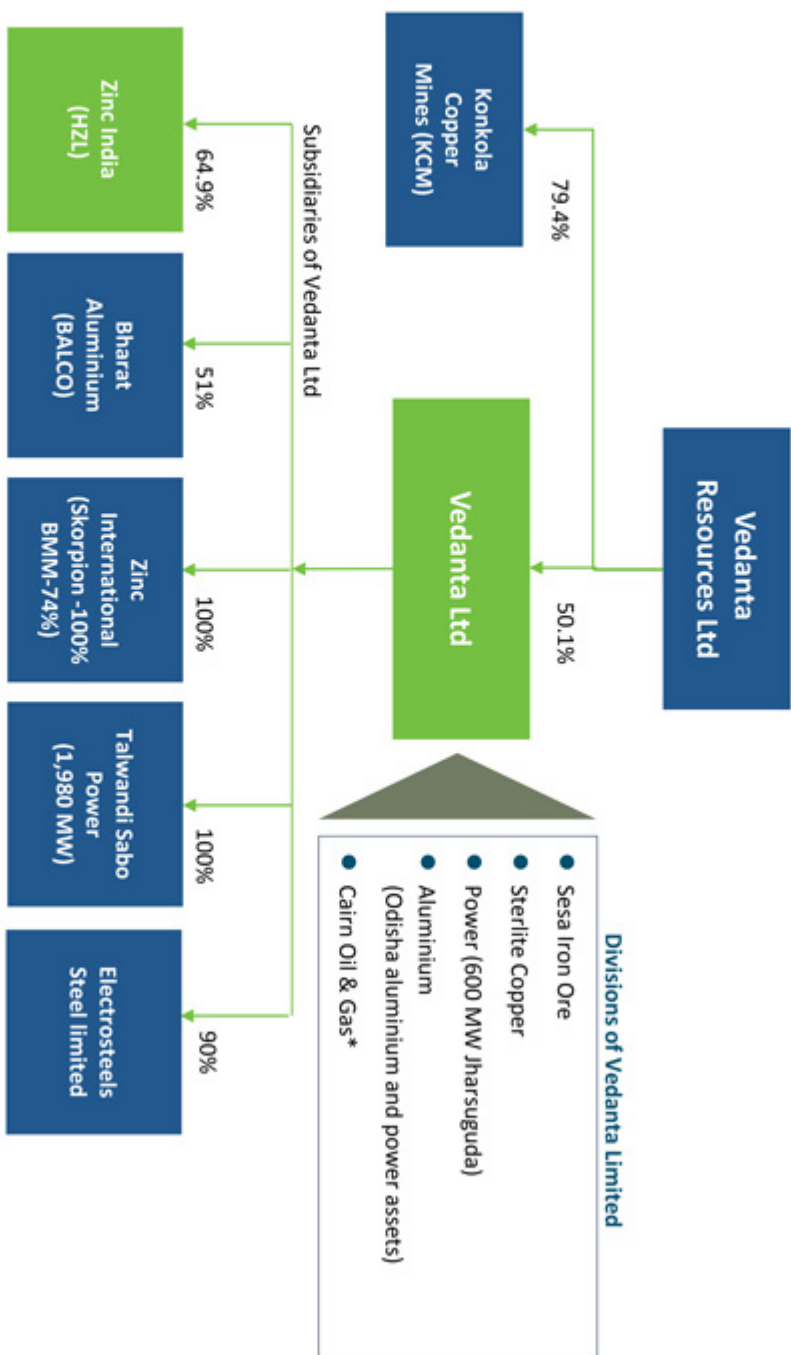 Vedanta
Resources Ltd
79.4%
50.1%
Konkola
Copper
Mines (KCM)
Vedanta Ltd
Divisions of Vedanta Limited
● Sesa Iron Ore
● Sterlite Copper
● Power (600 MW Jharsuguda)
● Aluminium
(Odisha aluminium and power assets)
● Cairn Oil & Gas*
Subsidiaries of Vedanta Ltd
64.9%
51%
100%
100%
90%
Zinc India
(HZL)
Bharat
Aluminium
(BALCO)
Zinc
International
(Skorpion -100%
BMM-74%)
Talwandi Sabo
Power
(1,980 MW)
Electrosteels
Steel limited